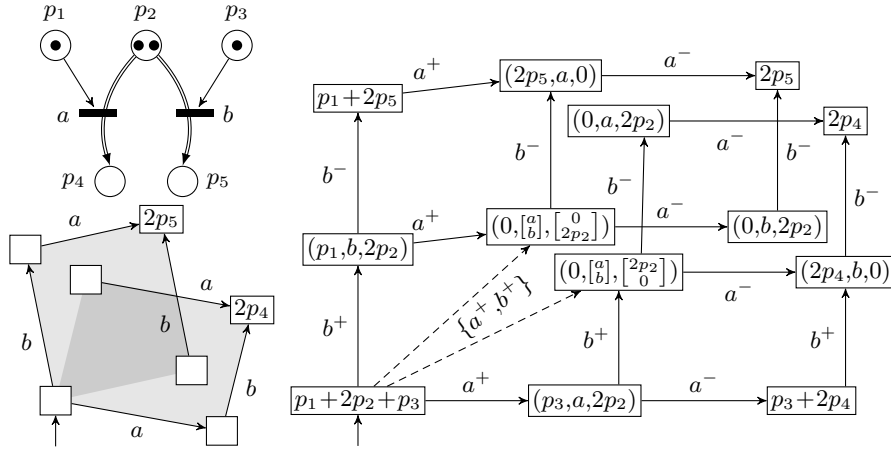 p₁ p₂ p₃
a b
p₄ p₅
a 2p₅
a
2p₄
b b
b
a
a⁺ (2p₅,a,0) a⁻ 2p₅
p₁+2p₅
(0,a,2p₂) 2p₄
a⁻
b⁻ b⁻ b⁻ b⁻
b⁻
a⁺
(p₁,b,2p₂) (0,[a b],[0 2p₂]) a⁻ (0,b,2p₂)
(0,[a b],[2p₂ 0]) a⁻ (2p₄,b,0)
{a⁺,b⁺}
b⁺ b⁺ b⁺
p₁+2p₂+p₃ a⁺ (p₃,a,2p₂) a⁻ p₃+2p₄